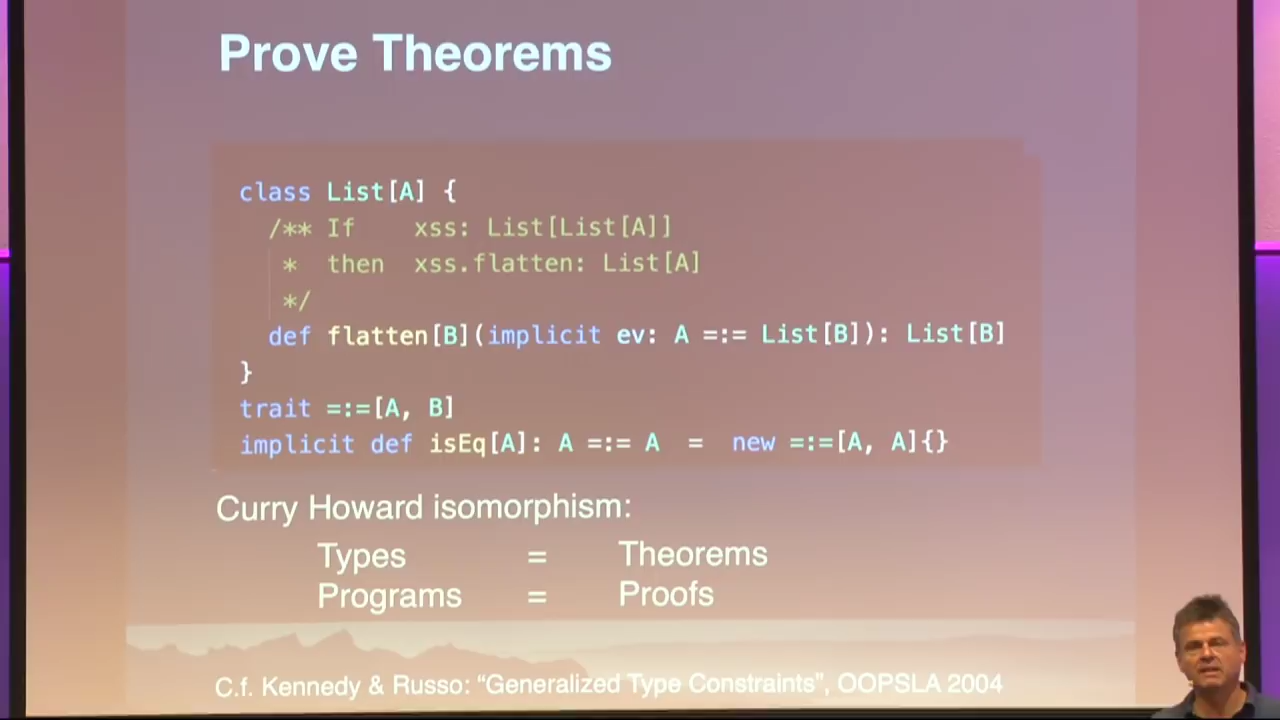 Prove Theorems
class List[A] {
/** If xss: List[List[A]]
* then xss.flatten: List[A]
*/
def flatten[B](implicit ev: A =:= List[B]): List[B]
}
trait =:=[A, B]
implicit def isEq[A]: A =:= A = new =:=[A, A]{}
Curry Howard isomorphism:
Types = Theorems
Programs = Proofs
C.f. Kennedy & Russo: “Generalized Type Constraints”, OOPSLA 2004